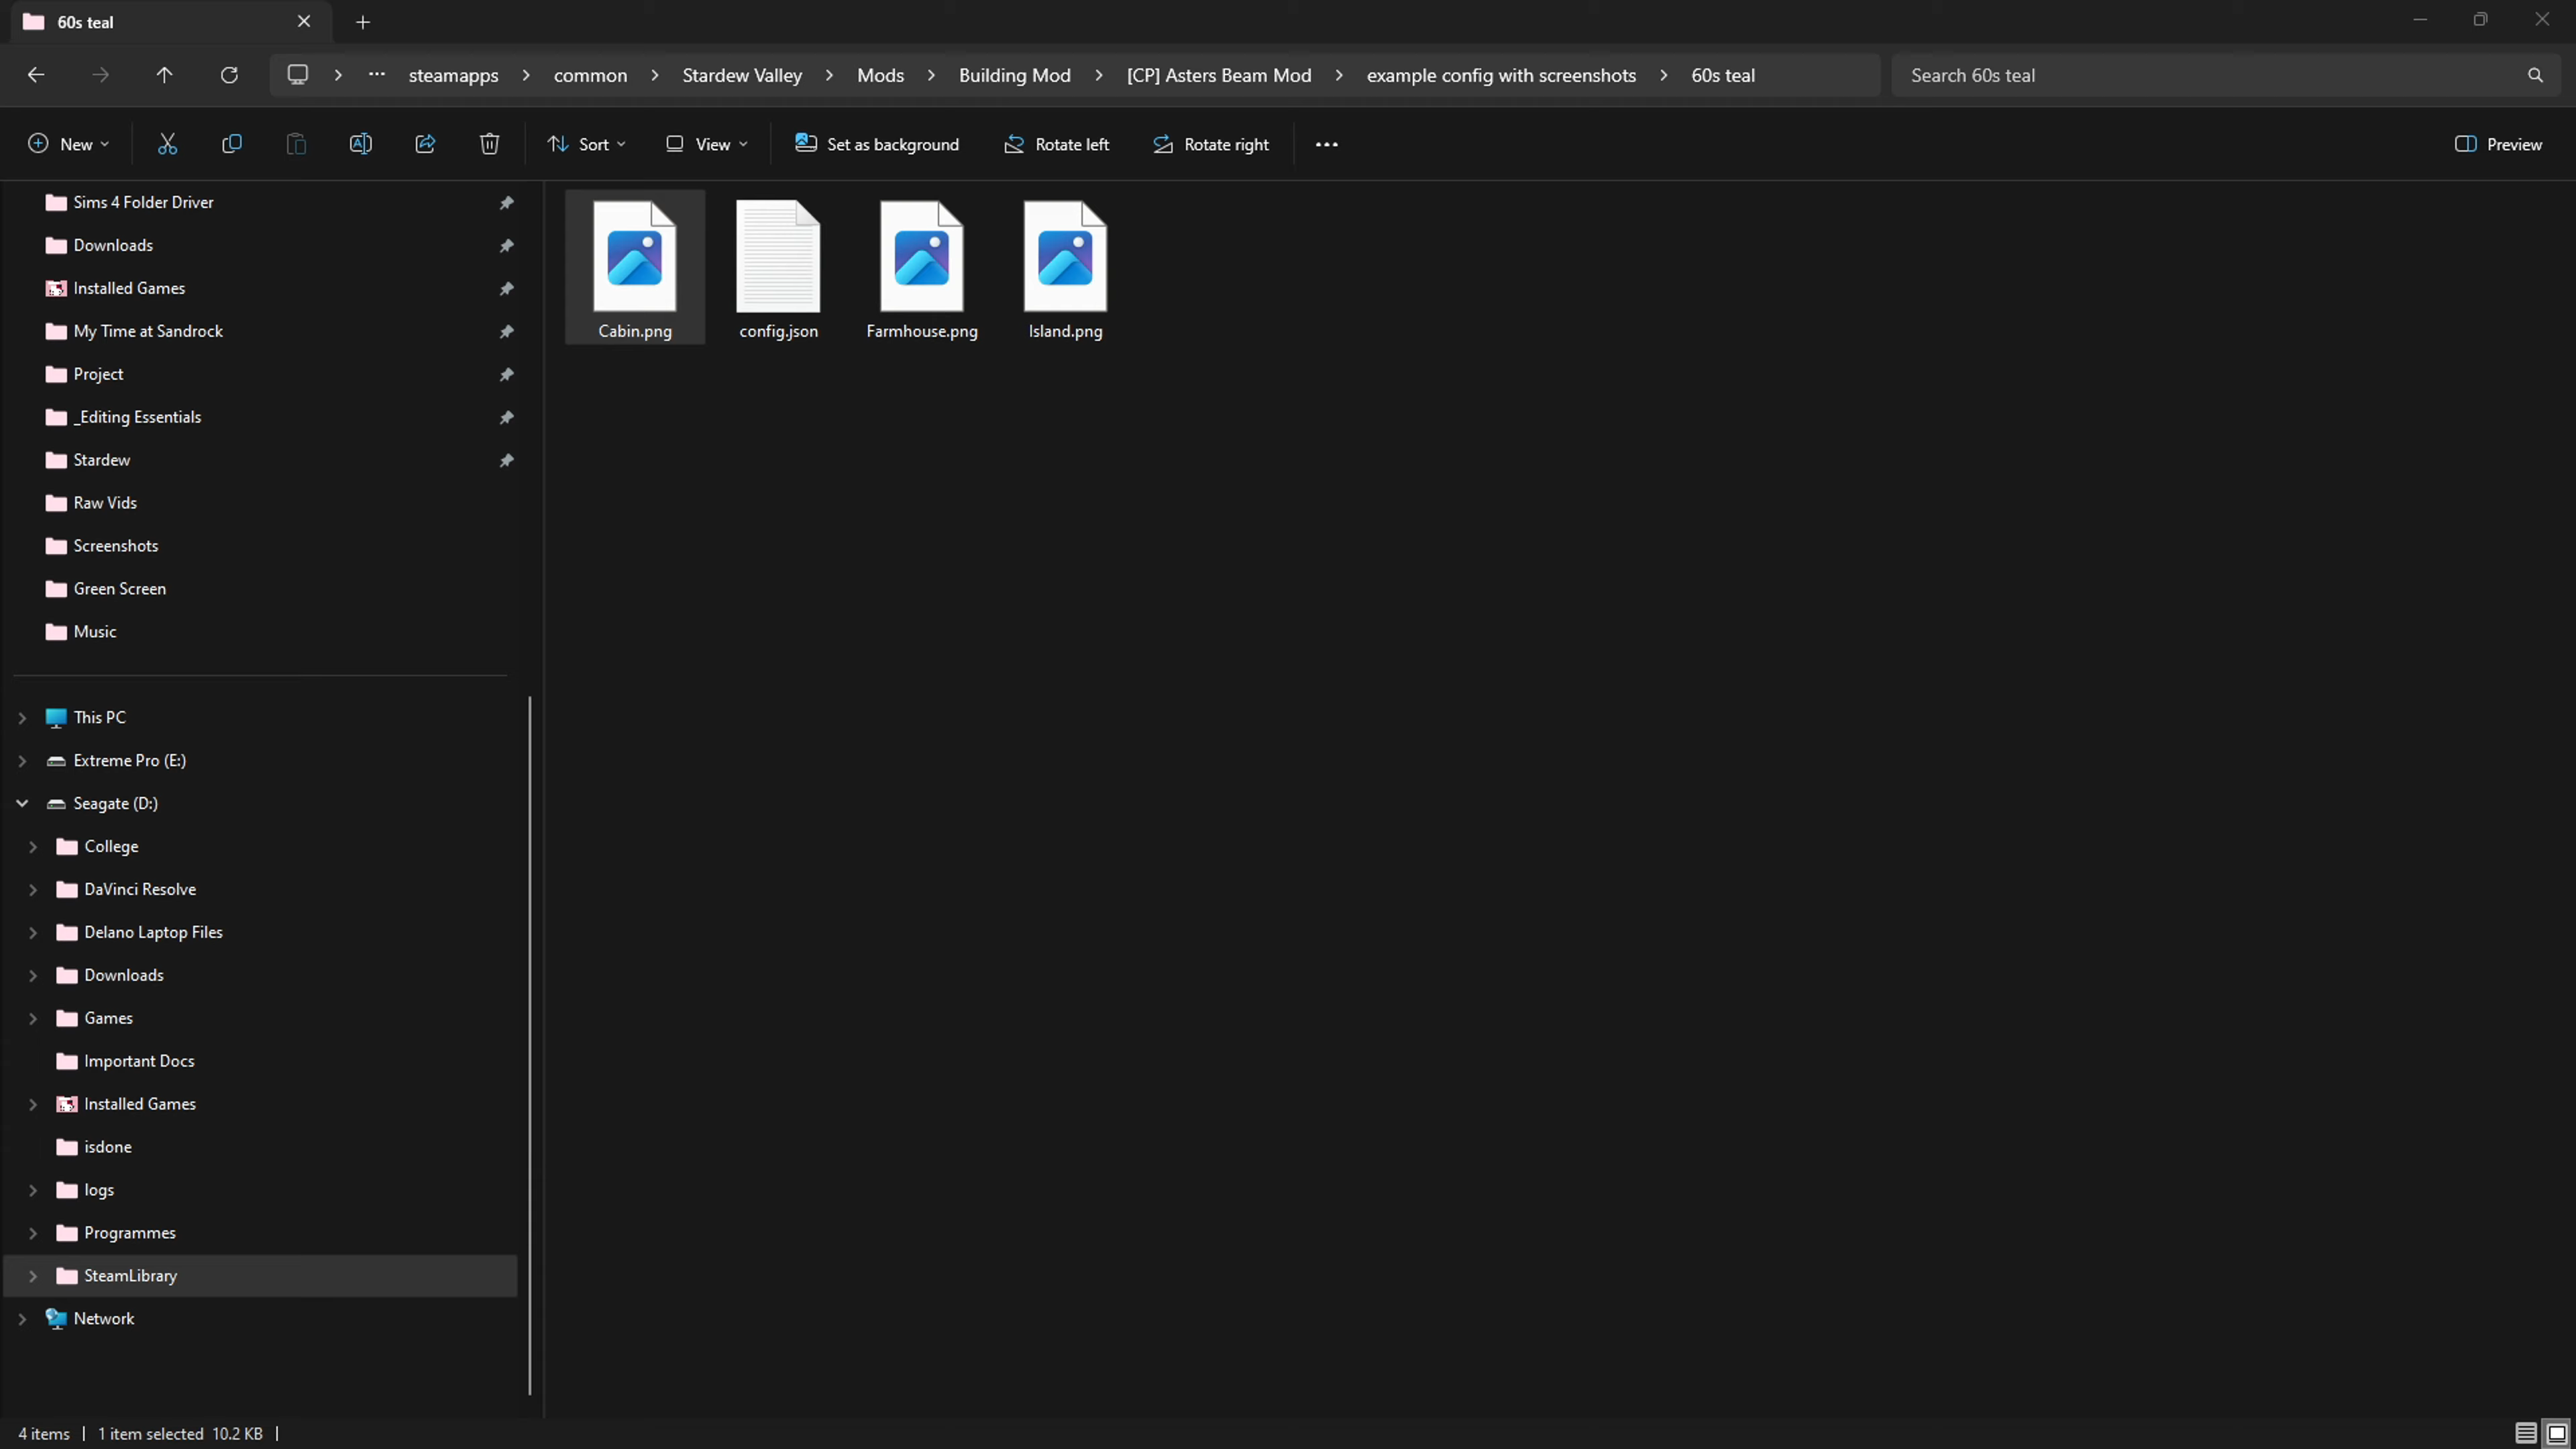 60s teal
steamapps > common > Stardew Valley > Mods > Building Mod > [CP] Asters Beam Mod > example config with screenshots > 60s teal
Search 60s teal
New
Sort
View
Set as background
Rotate left
Rotate right
Preview
Sims 4 Folder Driver
Downloads
Installed Games
My Time at Sandrock
Project
_Editing Essentials
Stardew
Raw Vids
Screenshots
Green Screen
Music
This PC
Extreme Pro (E:)
Seagate (D:)
College
DaVinci Resolve
Delano Laptop Files
Downloads
Games
Important Docs
Installed Games
isdone
logs
Programmes
SteamLibrary
Network
Cabin.png
config.json
Farmhouse.png
Island.png
4 items | 1 item selected 10.2 KB |